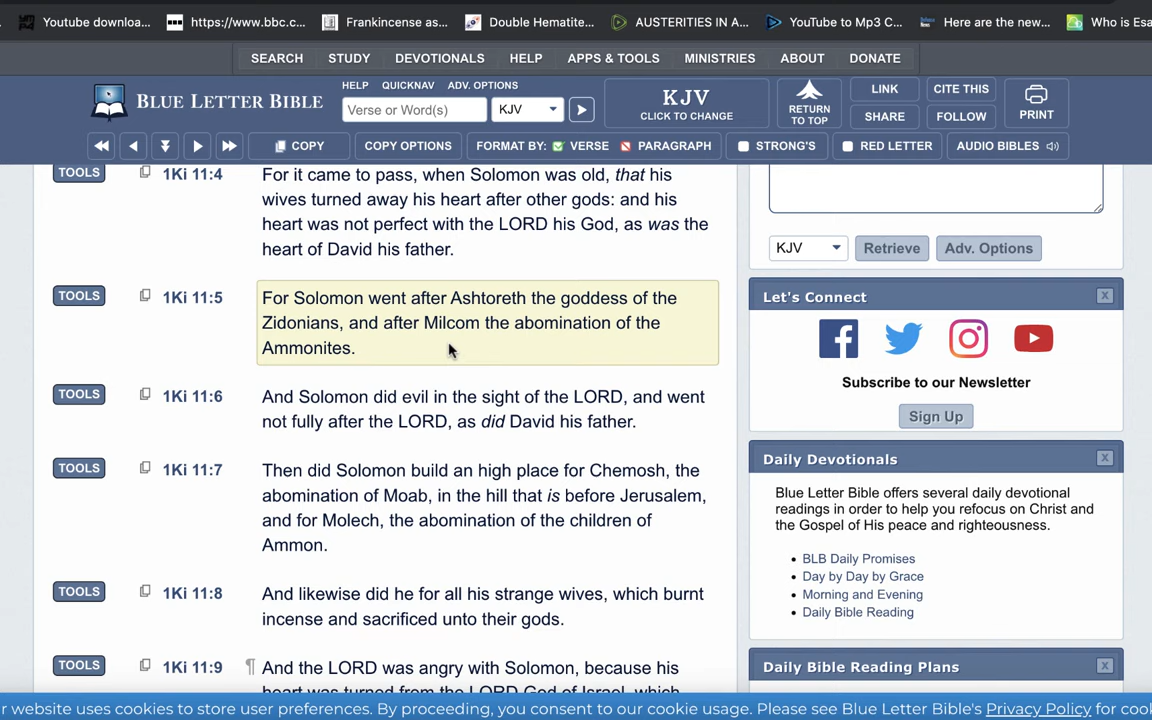 Youtube downloa...
https://www.bbc.c...
Frankincense as...
Double Hematite...
AUSTERITIES IN A...
YouTube to Mp3 C...
Here are the new...
Who is Esa
SEARCH STUDY DEVOTIONALS HELP APPS & TOOLS MINISTRIES ABOUT DONATE
BLUE LETTER BIBLE
HELP QUICKNAV ADV. OPTIONS
Verse or Word(s)
KJV
KJV
CLICK TO CHANGE
RETURN
TO TOP
LINK
CITE THIS
SHARE
FOLLOW
PRINT
COPY
COPY OPTIONS
FORMAT BY: VERSE PARAGRAPH
STRONG'S
RED LETTER
AUDIO BIBLES
TOOLS
1Ki 11:4
For it came to pass, when Solomon was old, that his
wives turned away his heart after other gods: and his
heart was not perfect with the LORD his God, as was the
heart of David his father.
TOOLS
1Ki 11:5
For Solomon went after Ashtoreth the goddess of the
Zidonians, and after Milcom the abomination of the
Ammonites.
TOOLS
1Ki 11:6
And Solomon did evil in the sight of the LORD, and went
not fully after the LORD, as did David his father.
TOOLS
1Ki 11:7
Then did Solomon build an high place for Chemosh, the
abomination of Moab, in the hill that is before Jerusalem,
and for Molech, the abomination of the children of
Ammon.
TOOLS
1Ki 11:8
And likewise did he for all his strange wives, which burnt
incense and sacrificed unto their gods.
TOOLS
1Ki 11:9
¶ And the LORD was angry with Solomon, because his
heart was turned from the LORD God of Israel, which
KJV
Retrieve
Adv. Options
Let's Connect
X
Subscribe to our Newsletter
Sign Up
Daily Devotionals
X
Blue Letter Bible offers several daily devotional
readings in order to help you refocus on Christ and
the Gospel of His peace and righteousness.
• BLB Daily Promises
• Day by Day by Grace
• Morning and Evening
• Daily Bible Reading
Daily Bible Reading Plans
X
r website uses cookies to store user preferences. By proceeding, you consent to our cookie usage. Please see Blue Letter Bible's Privacy Policy for cook